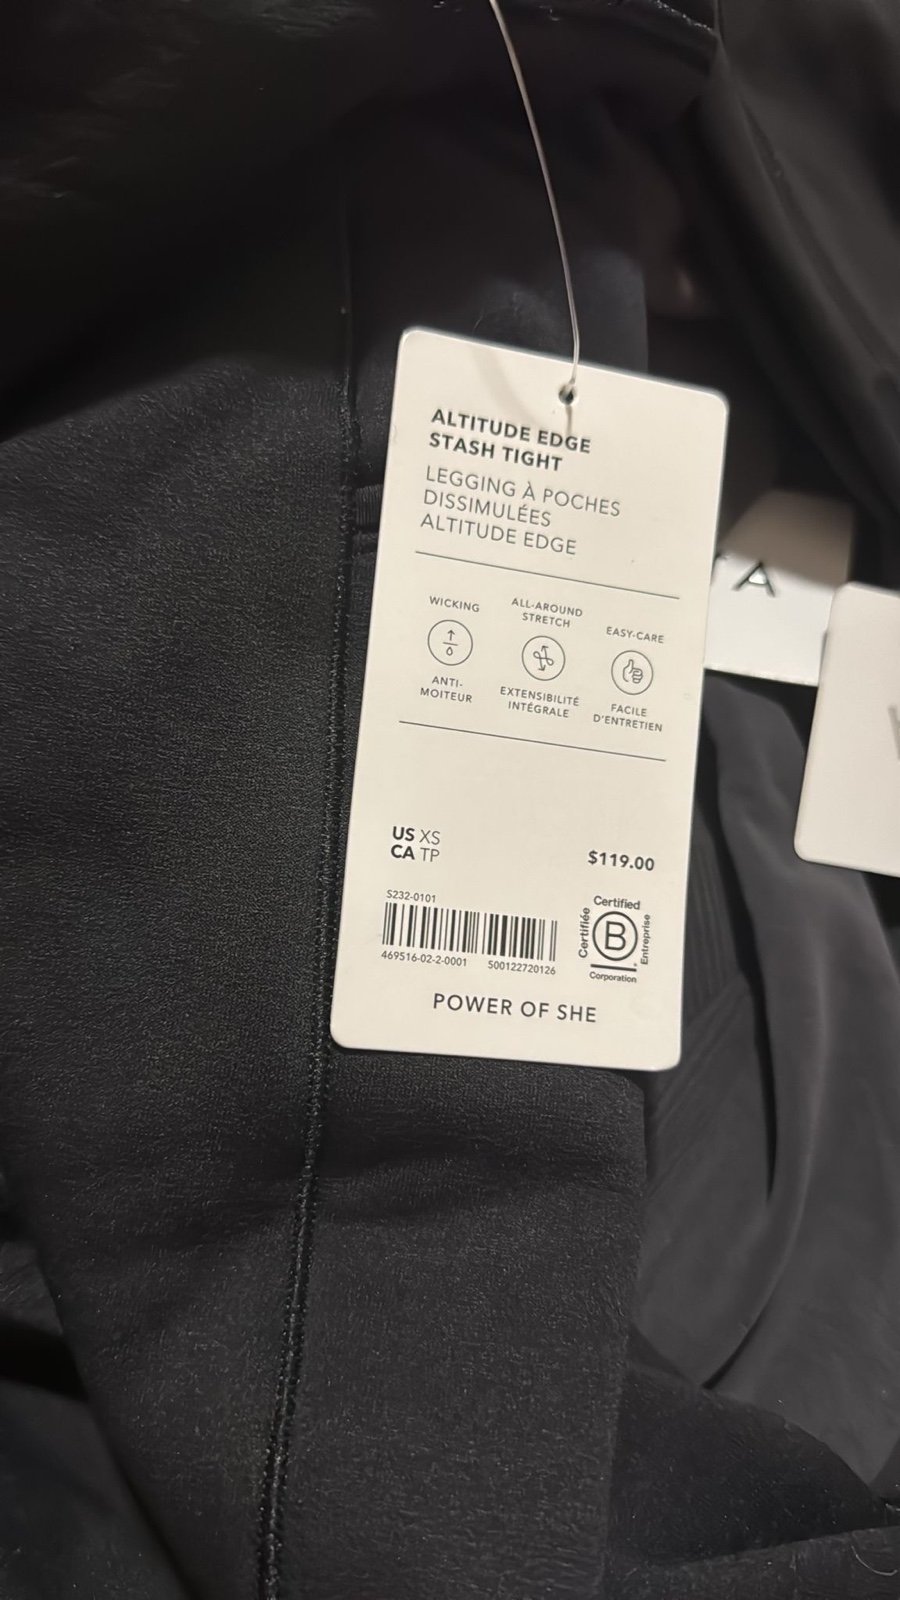 ALTITUDE EDGE
STASH TIGHT
LEGGING À POCHES
DISSIMULÉES
ALTITUDE EDGE
WICKING
ALL-AROUND
STRETCH
EASY-CARE
ANTI-
MOITEUR
EXTENSIBILITÉ
INTÉGRALE
FACILE
D'ENTRETIEN
US XS
CA TP
$119.00
S232-0101
469516-02-2-0001 500122720126
Certified
Certifiée
B
Entreprise
Corporation
POWER OF SHE